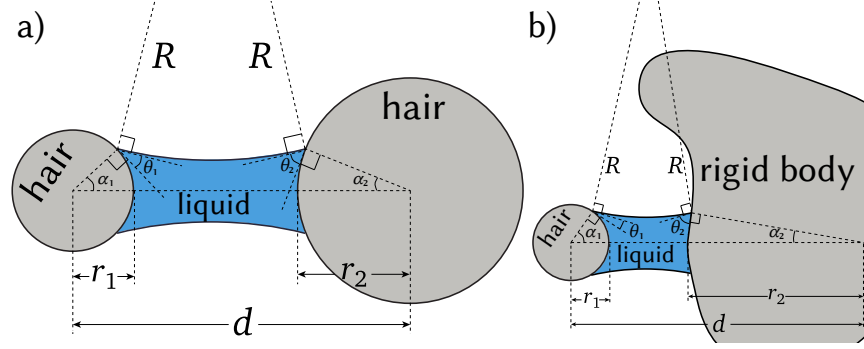 a)
R R
hair
hair
θ₁ θ₂
α₁ α₂
liquid
r₁ r₂
d
b)
R R
rigid body
hair
α₁ θ₁ θ₂ α₂
liquid
r₁ r₂
d